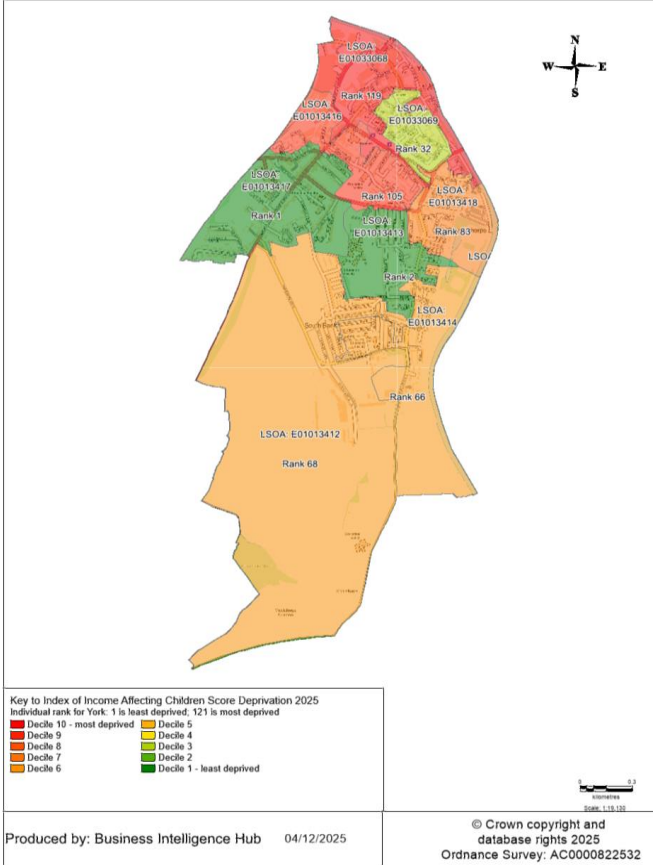 N
W E
S
LSOA:
E01033068
Rank 119
LSOA:
E01013416
LSOA:
E01033069
Rank 32
LSOA:
E01013417
Rank 1
Rank 105
LSOA:
E01013418
Rank 83
LSOA:
E01013413
LSO
Rank 2
LSOA:
E01013414
Rank 66
LSOA: E01013412
Rank 68
Key to Index of Income Affecting Children Score Deprivation 2025
Individual rank for York: 1 is least deprived; 121 is most deprived
Decile 10 - most deprived
Decile 9
Decile 8
Decile 7
Decile 6
Decile 5
Decile 4
Decile 3
Decile 2
Decile 1 - least deprived
0 0.3
kilometres
Scale: 1:19,130
Produced by: Business Intelligence Hub 04/12/2025
© Crown copyright and
database rights 2025
Ordnance Survey: AC0000822532